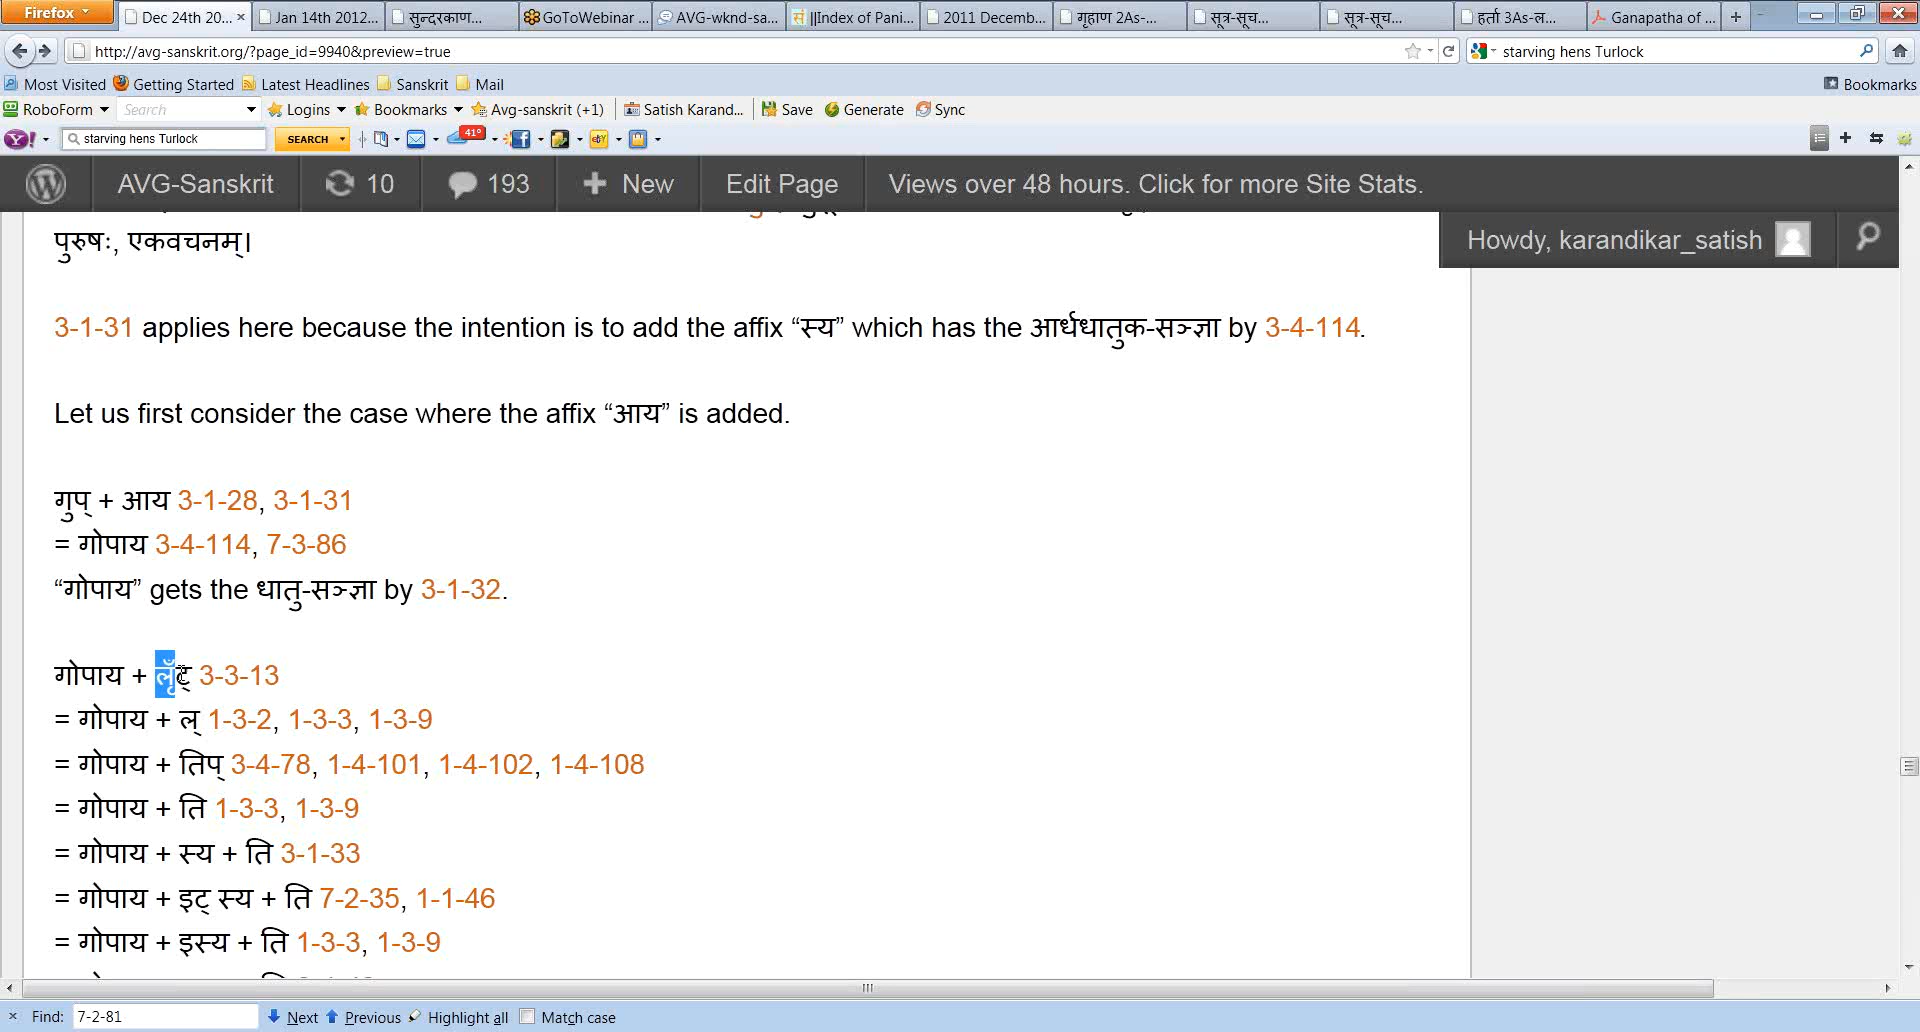 Firefox
Dec 24th 20...
Jan 14th 2012...
सुन्दरकाण...
GoToWebinar ...
AVG-wknd-sa...
||Index of Pani...
2011 Decemb...
गृहाण 2As-...
सूत्र-सूच...
सूत्र-सूच...
हर्ता 3As-ल...
Ganapatha of ...
http://avg-sanskrit.org/?page_id=9940&preview=true
starving hens Turlock
Most Visited Getting Started Latest Headlines Sanskrit Mail Bookmarks
RoboForm Search Logins Bookmarks Avg-sanskrit (+1) Satish Karand... Save Generate Sync
starving hens Turlock SEARCH 41°
AVG-Sanskrit 10 193 + New Edit Page Views over 48 hours. Click for more Site Stats.
Howdy, karandikar_satish
पुरुषः, एकवचनम्।
3-1-31 applies here because the intention is to add the affix “स्य” which has the आर्धधातुक-सञ्ज्ञा by 3-4-114.
Let us first consider the case where the affix “आय” is added.
गुप् + आय 3-1-28, 3-1-31
= गोपाय 3-4-114, 7-3-86
“गोपाय” gets the धातु-सञ्ज्ञा by 3-1-32.
गोपाय + लृँट् 3-3-13
= गोपाय + ल् 1-3-2, 1-3-3, 1-3-9
= गोपाय + तिप् 3-4-78, 1-4-101, 1-4-102, 1-4-108
= गोपाय + ति 1-3-3, 1-3-9
= गोपाय + स्य + ति 3-1-33
= गोपाय + इट् स्य + ति 7-2-35, 1-1-46
= गोपाय + इस्य + ति 1-3-3, 1-3-9
Find: 7-2-81 Next Previous Highlight all Match case